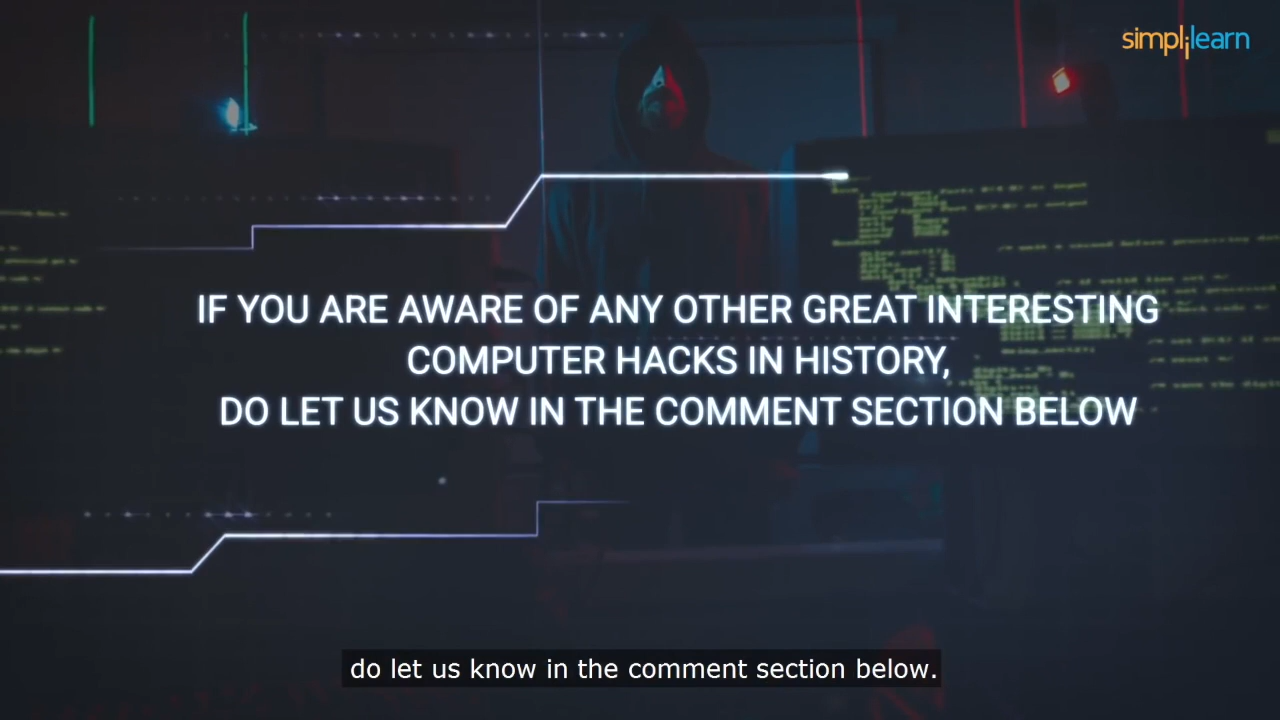 simplilearn
IF YOU ARE AWARE OF ANY OTHER GREAT INTERESTING
COMPUTER HACKS IN HISTORY,
DO LET US KNOW IN THE COMMENT SECTION BELOW
do let us know in the comment section below.